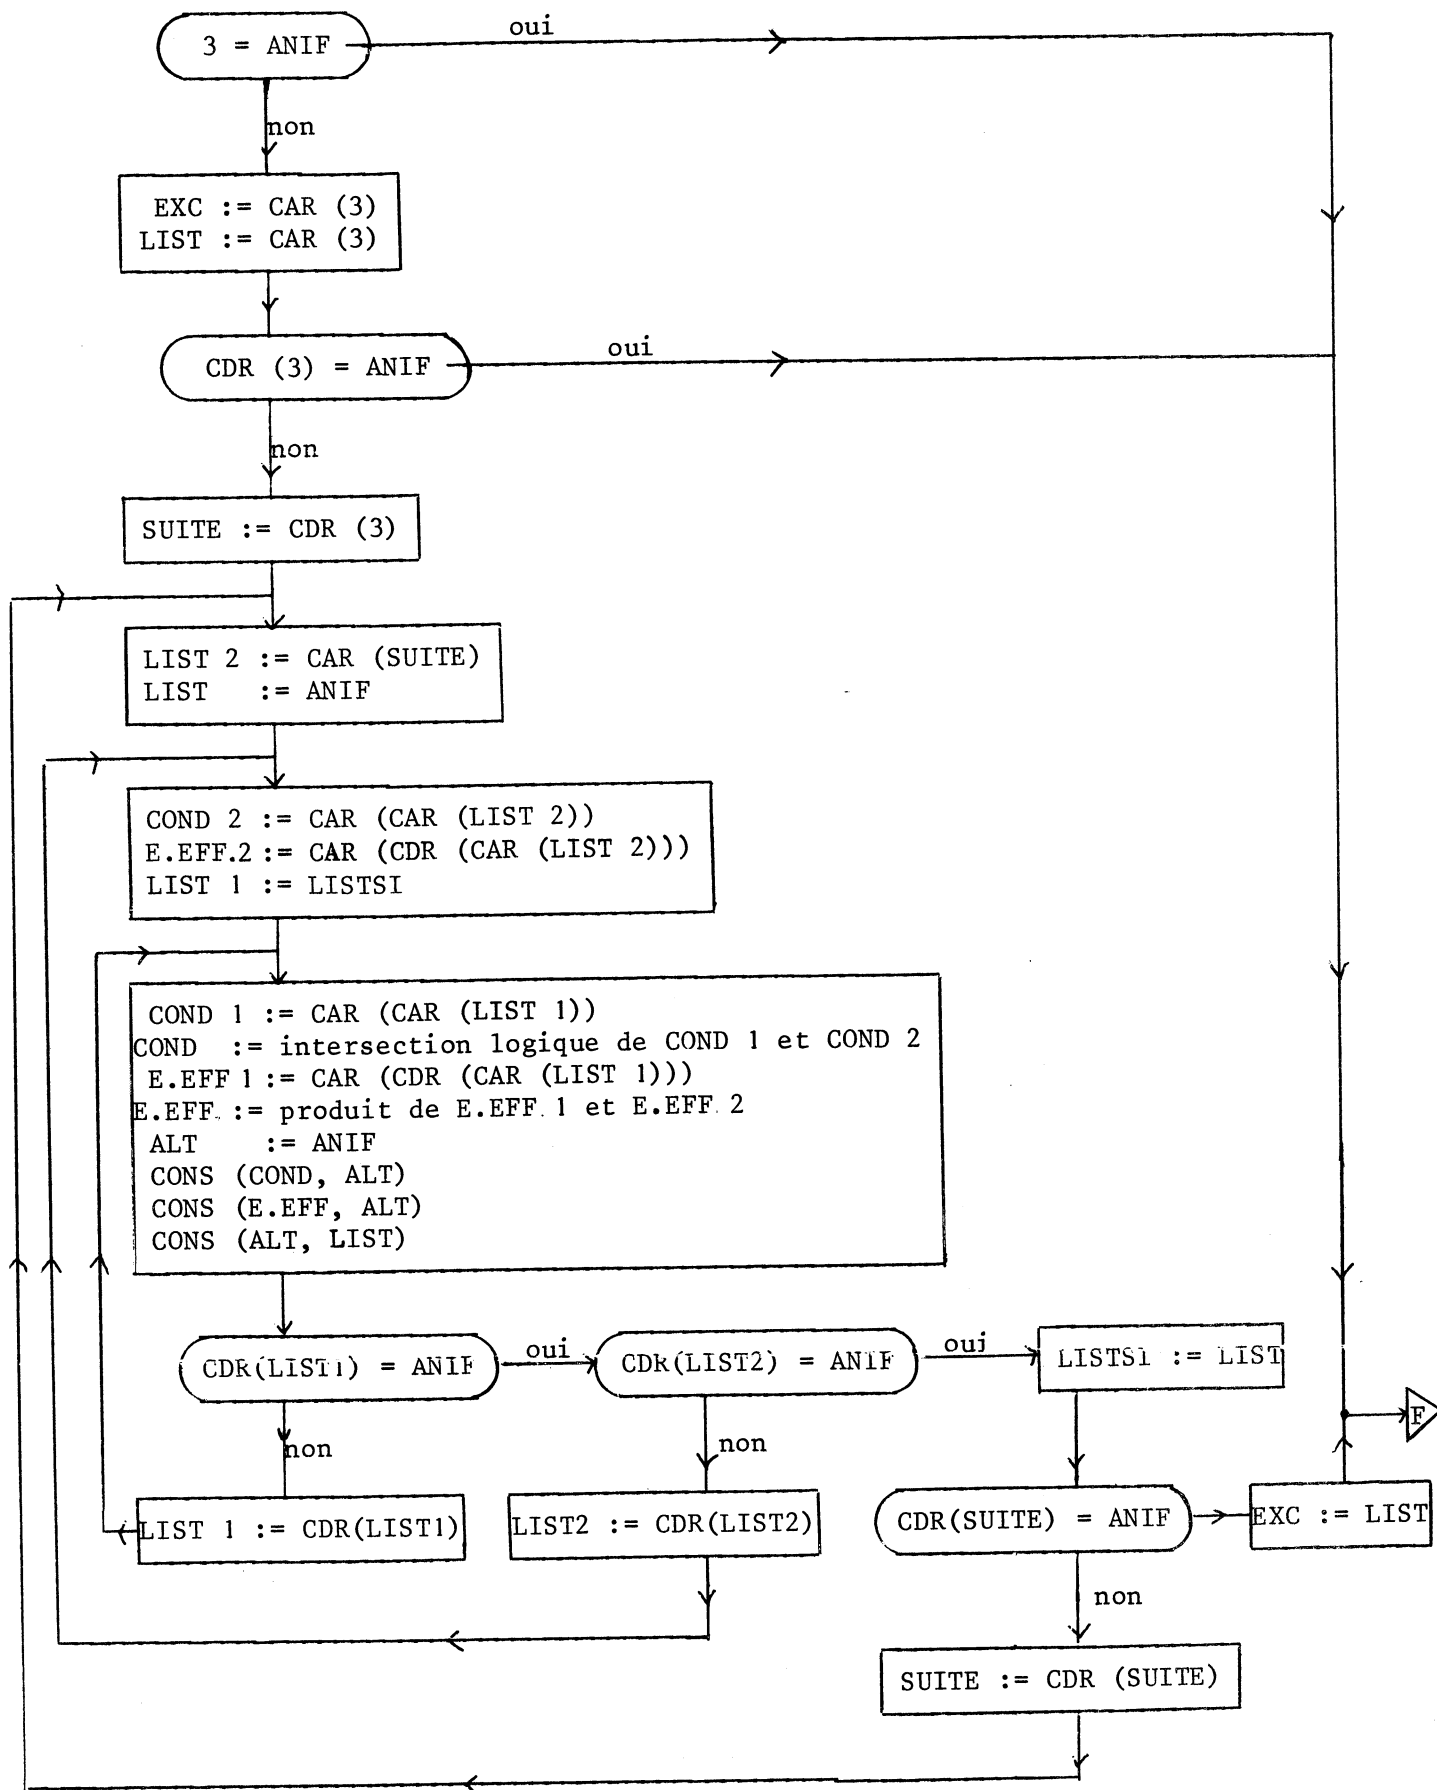 3 = ANIF
oui
non
EXC := CAR (3)
LIST := CAR (3)
CDR (3) = ANIF
oui
non
SUITE := CDR (3)
LIST 2 := CAR (SUITE)
LIST := ANIF
COND 2 := CAR (CAR (LIST 2))
E.EFF.2 := CAR (CDR (CAR (LIST 2)))
LIST 1 := LISTSI
COND 1 := CAR (CAR (LIST 1))
COND := intersection logique de COND 1 et COND 2
E.EFF 1 := CAR (CDR (CAR (LIST 1)))
E.EFF. := produit de E.EFF. 1 et E.EFF. 2
ALT := ANIF
CONS (COND, ALT)
CONS (E.EFF, ALT)
CONS (ALT, LIST)
CDR(LIST1) = ANIF
oui
CDR(LIST2) = ANIF
oui
LISTSI := LIST
non
non
F
LIST 1 := CDR(LIST1)
LIST2 := CDR(LIST2)
CDR(SUITE) = ANIF
EXC := LIST
non
SUITE := CDR (SUITE)